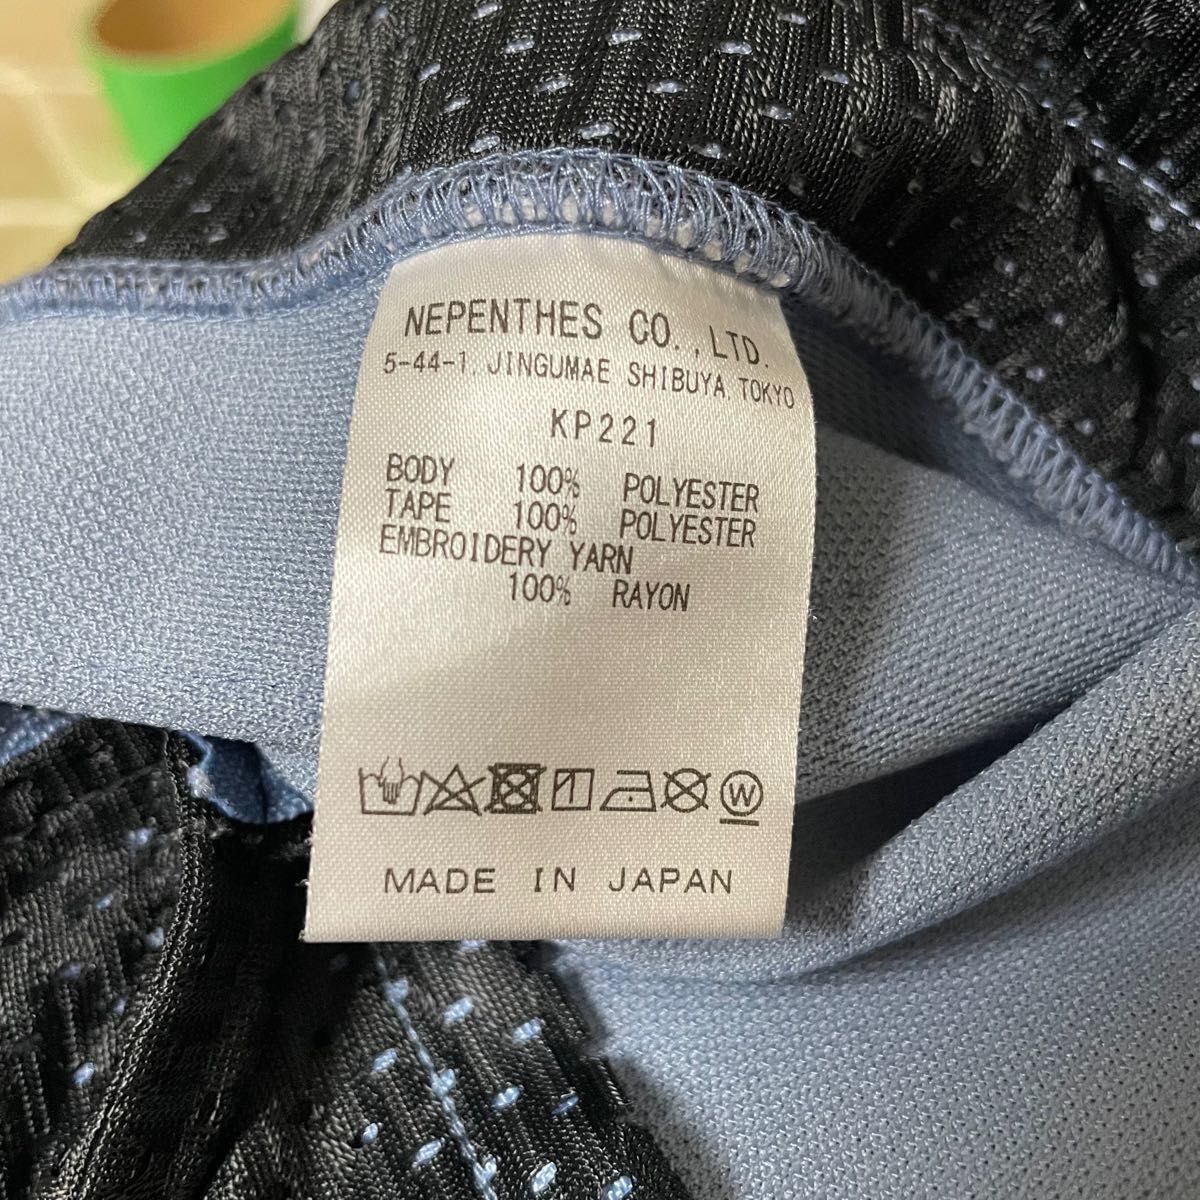 NEPENTHES CO., LTD.
5-44-1, JINGUMAE SHIBUYA, TOKYO
KP221
BODY 100% POLYESTER
TAPE 100% POLYESTER
EMBROIDERY YARN
100% RAYON
W
MADE IN JAPAN